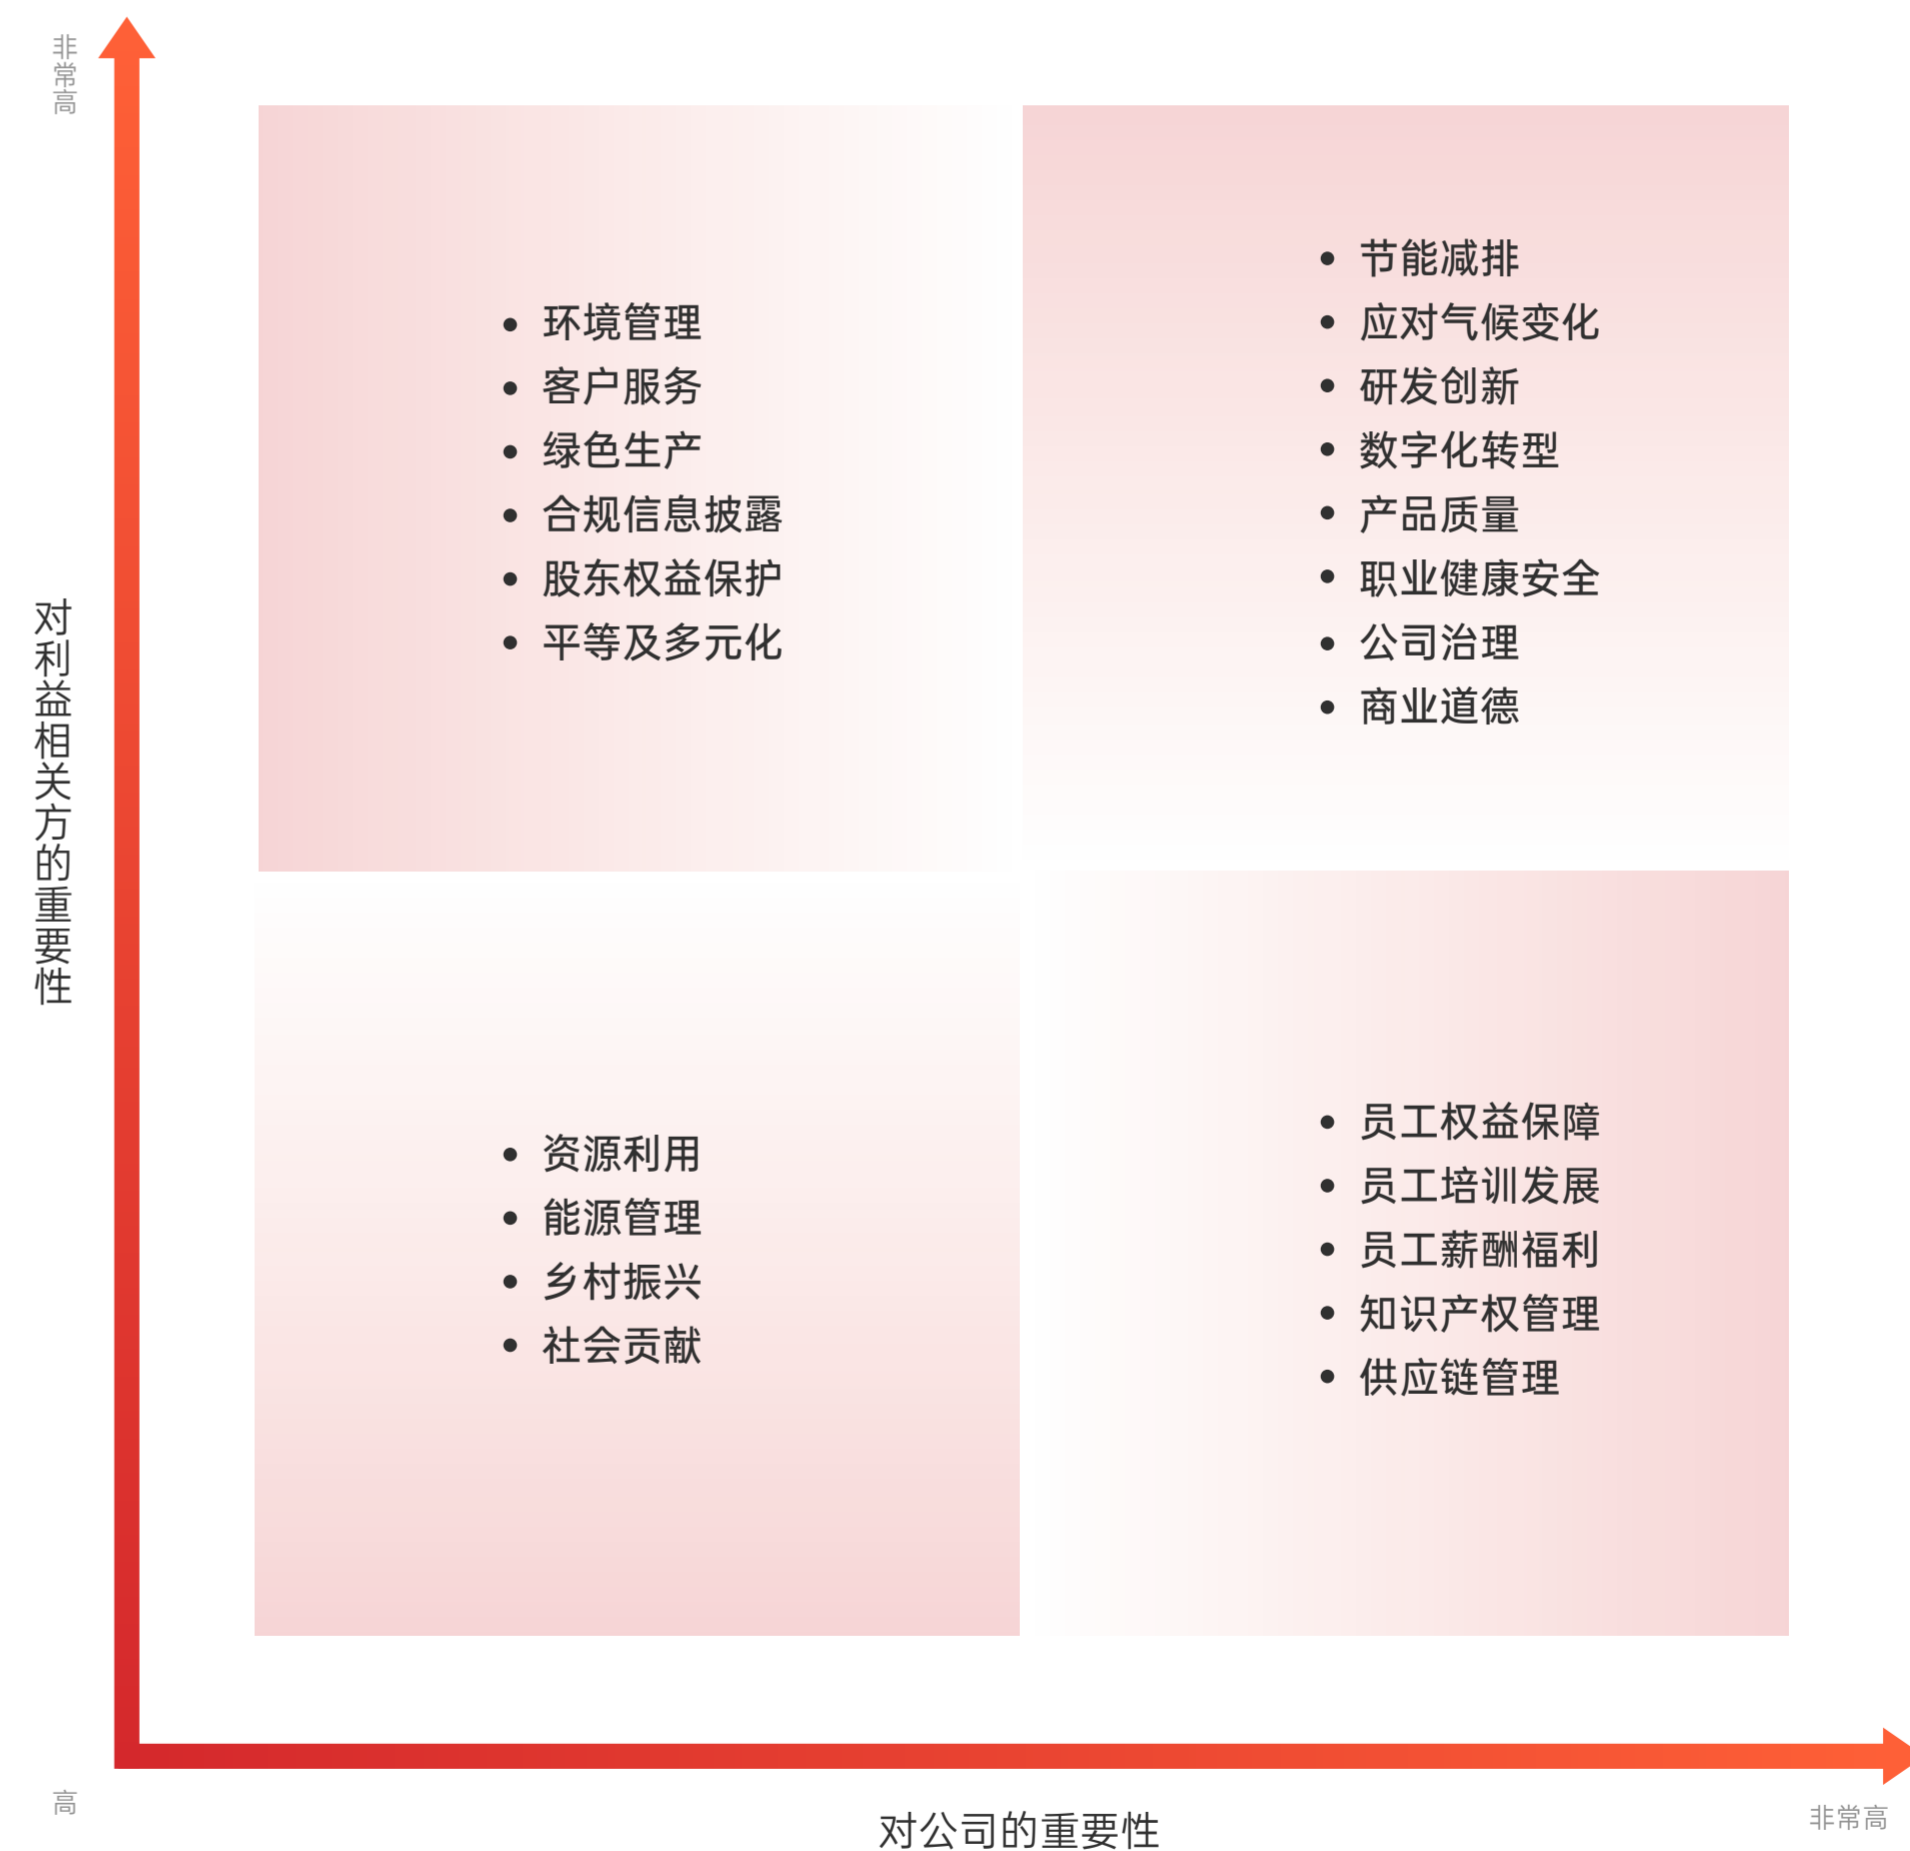 非常高
对利益相关方的重要性
环境管理
客户服务
绿色生产
合规信息披露
股东权益保护
平等及多元化
节能减排
应对气候变化
研发创新
数字化转型
产品质量
职业健康安全
公司治理
商业道德
资源利用
能源管理
乡村振兴
社会贡献
员工权益保障
员工培训发展
员工薪酬福利
知识产权管理
供应链管理
高
对公司的重要性
非常高